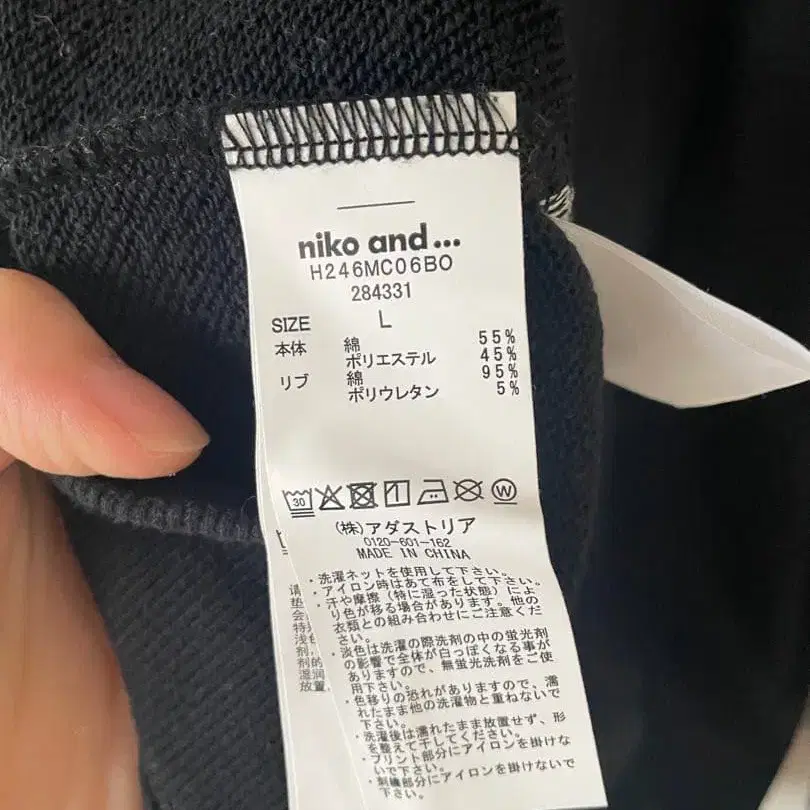 niko and...
H246MC06BO
284331
SIZE L
本体 綿 55%
ポリエステル 45%
リブ 綿 95%
ポリウレタン 5%
30
W
(株)アダストリア
0120-601-162
MADE IN CHINA
・洗濯ネットを使用して下さい。
・アイロン時はあて布をして下さい。
・汗や摩擦(特に湿った状態)によ
り色が移る場合があります。他の
衣類との組み合わせにご注意くだ
さい。
・淡色は洗濯の際洗剤の中の蛍光剤
の影響で全体が白っぽくなる事が
ありますので、無蛍光洗剤をご使
用下さい。
・色移りの恐れがありますので、濡
れたまま他の洗濯物と重ねないで
下さい。
・洗濯後は濡れたまま放置せず、形
を整えて干してください。
・プリント部分にアイロンを掛けな
いで下さい。
・刺繍部分にアイロンを掛けないで
下さい。